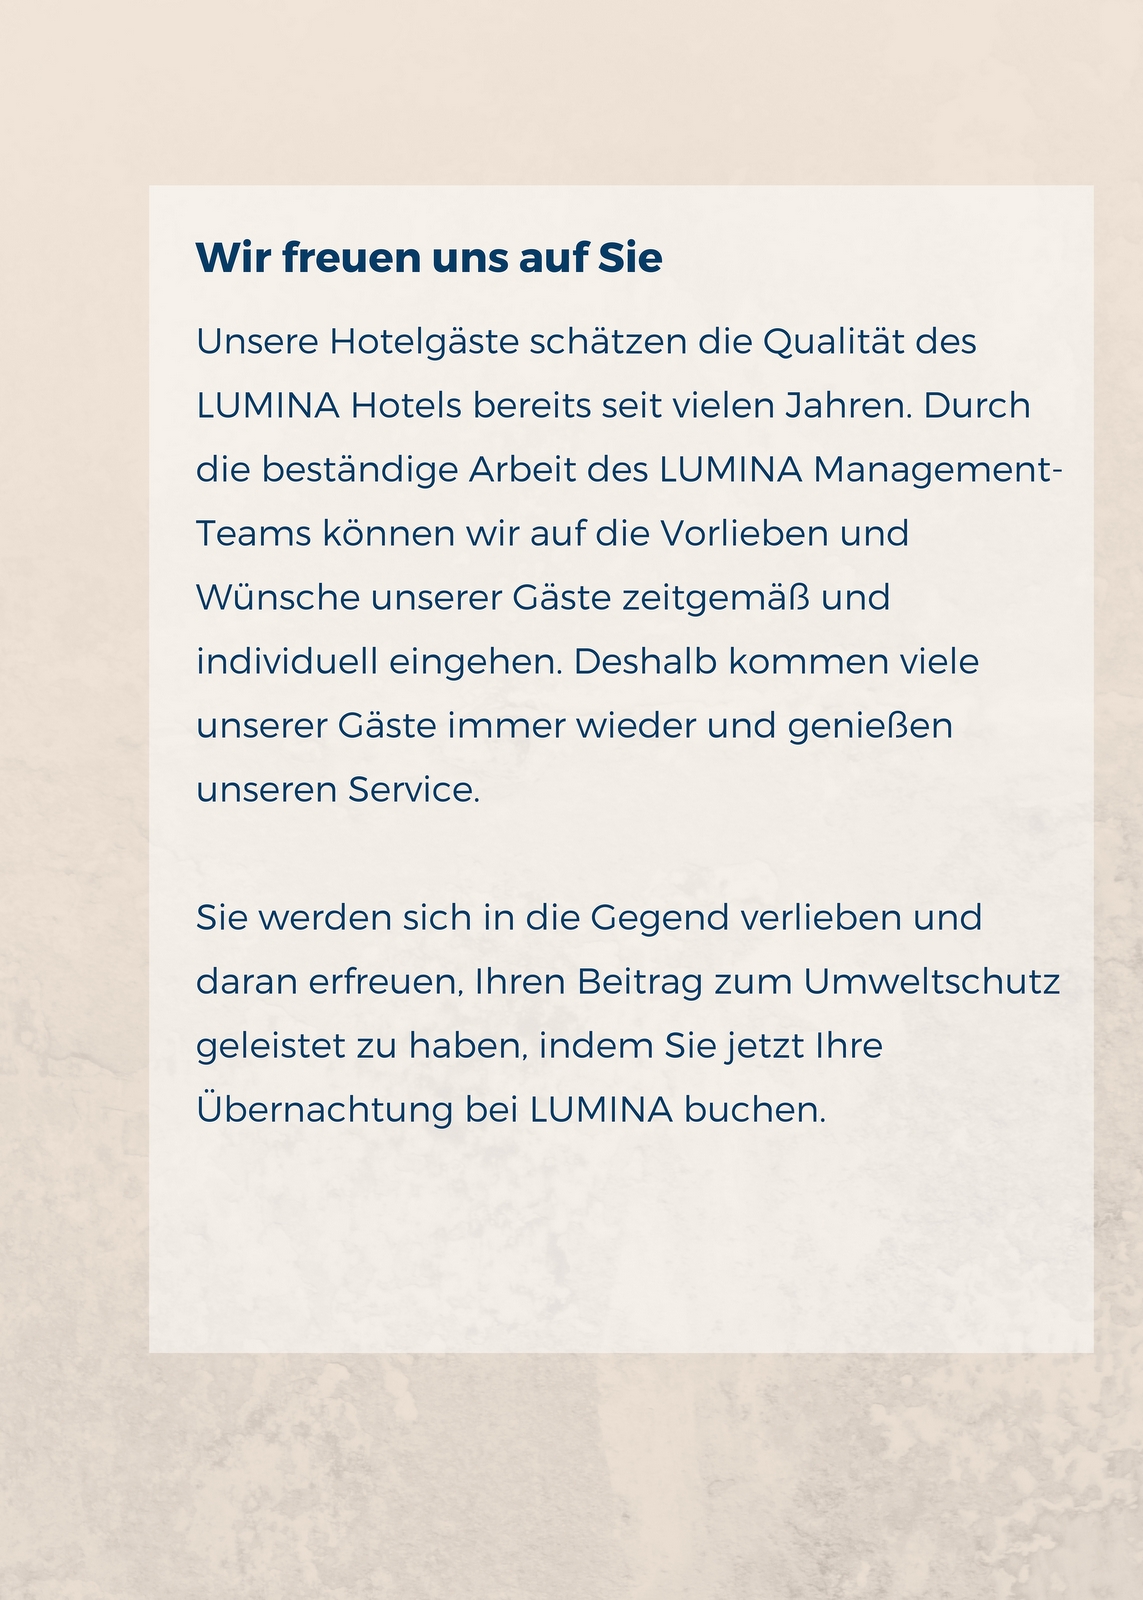 Wir freuen uns auf Sie
Unsere Hotelgäste schätzen die Qualität des
LUMINA Hotels bereits seit vielen Jahren. Durch
die beständige Arbeit des LUMINA Management-
Teams können wir auf die Vorlieben und
Wünsche unserer Gäste zeitgemäß und
individuell eingehen. Deshalb kommen viele
unserer Gäste immer wieder und genießen
unseren Service.
Sie werden sich in die Gegend verlieben und
daran erfreuen, Ihren Beitrag zum Umweltschutz
geleistet zu haben, indem Sie jetzt Ihre
Übernachtung bei LUMINA buchen.